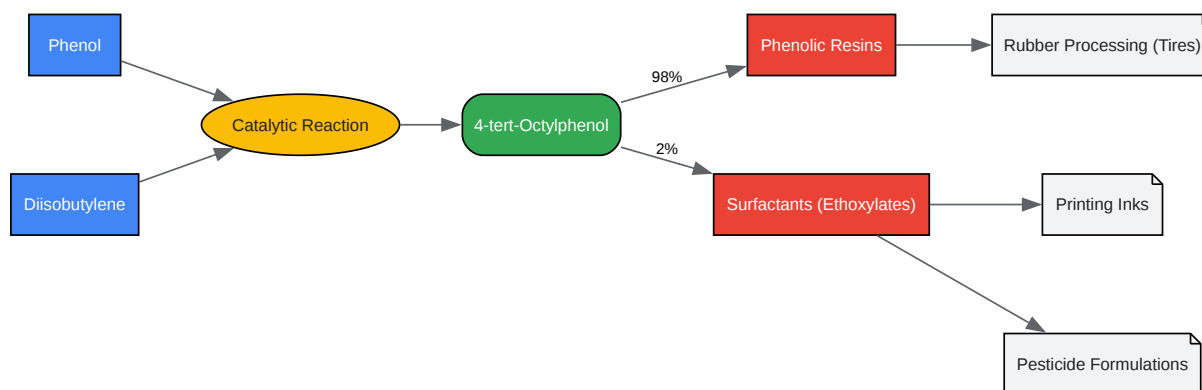 Phenol
Diisobutylene
Catalytic Reaction
4-tert-Octylphenol
98%
2%
Phenolic Resins
Surfactants (Ethoxylates)
Rubber Processing (Tires)
Printing Inks
Pesticide Formulations